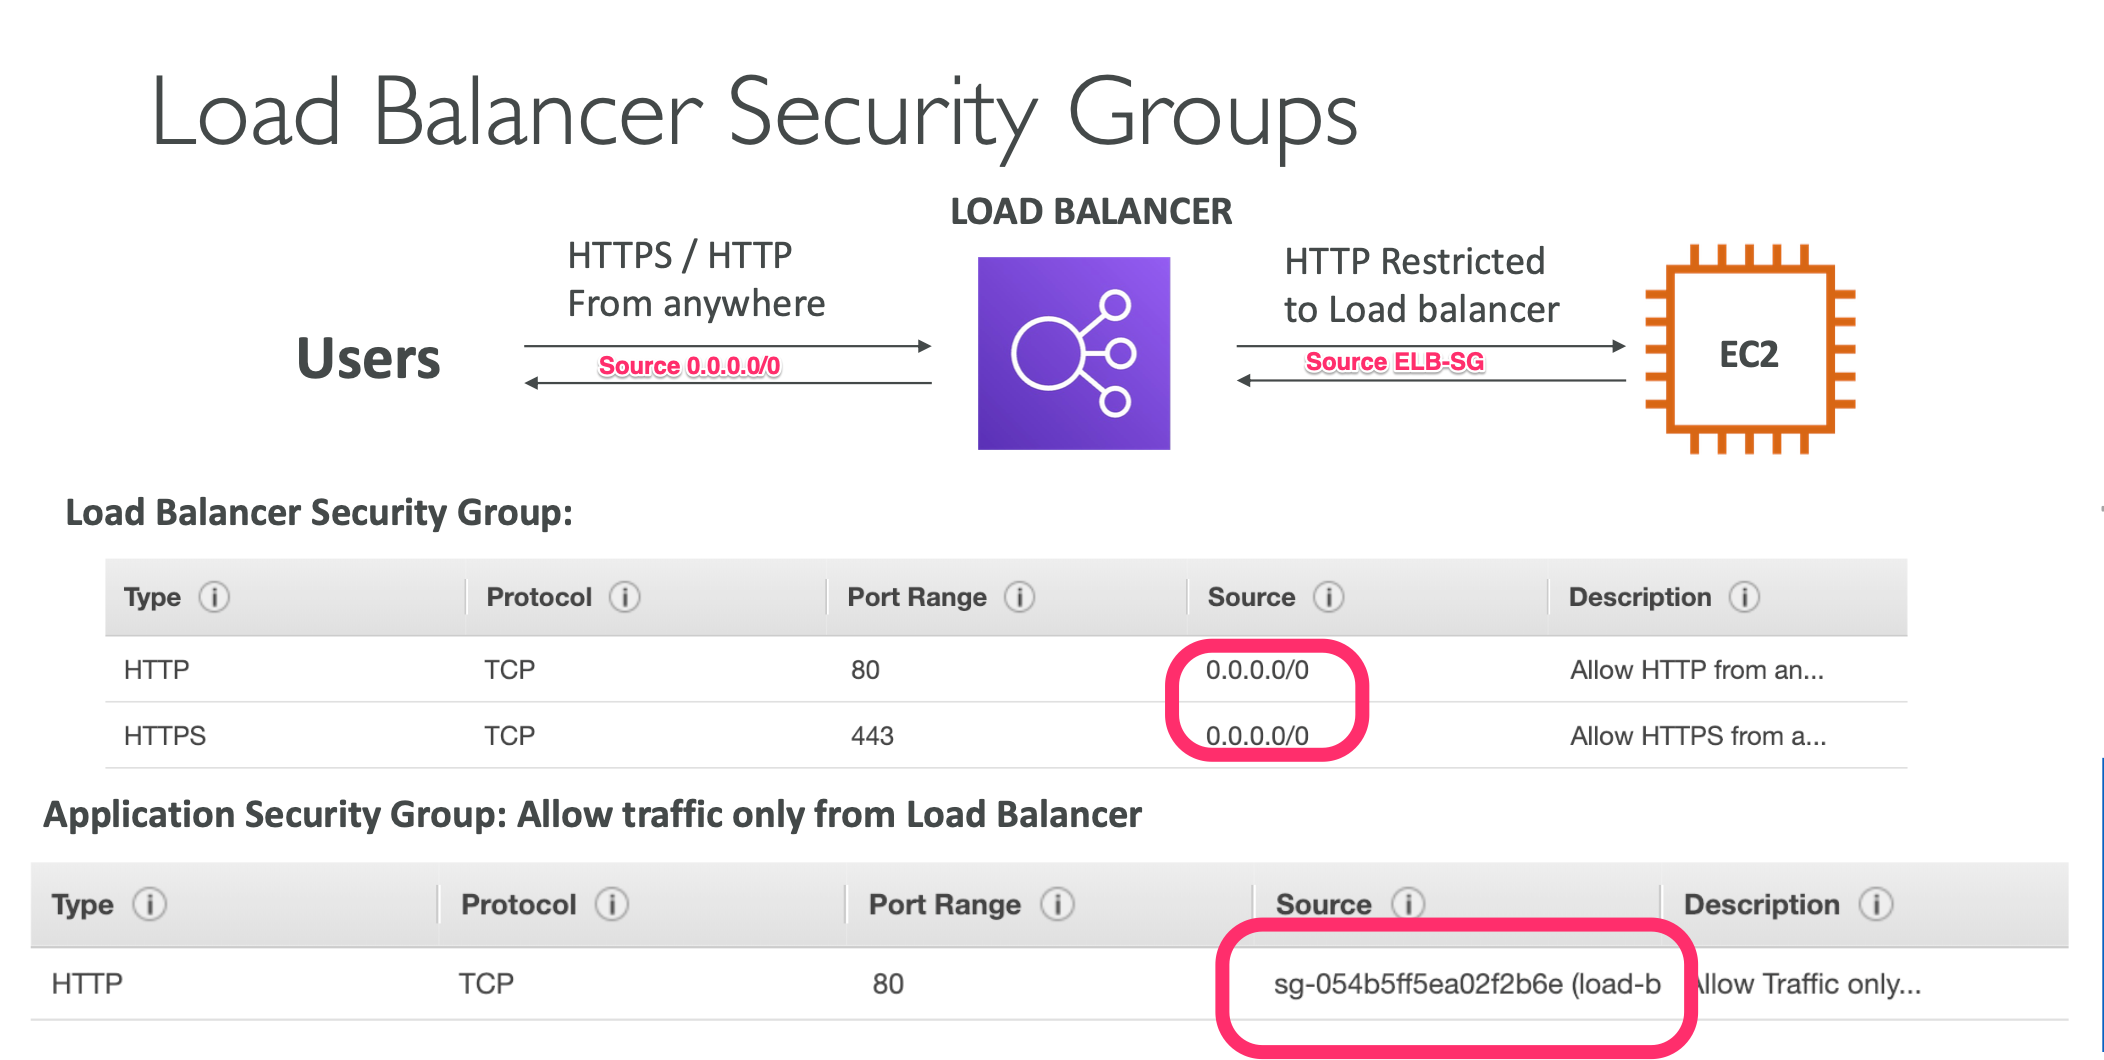 Load Balancer Security Groups
LOAD BALANCER
HTTPS / HTTP
From anywhere
HTTP Restricted
to Load balancer
Users
Source 0.0.0.0/0
Source ELB-SG
EC2
Load Balancer Security Group:
Type Protocol Port Range Source Description
HTTP TCP 80 0.0.0.0/0 Allow HTTP from an...
HTTPS TCP 443 0.0.0.0/0 Allow HTTPS from a...
Application Security Group: Allow traffic only from Load Balancer
Type Protocol Port Range Source Description
HTTP TCP 80 sg-054b5ff5ea02f2b6e (load-b Allow Traffic only...